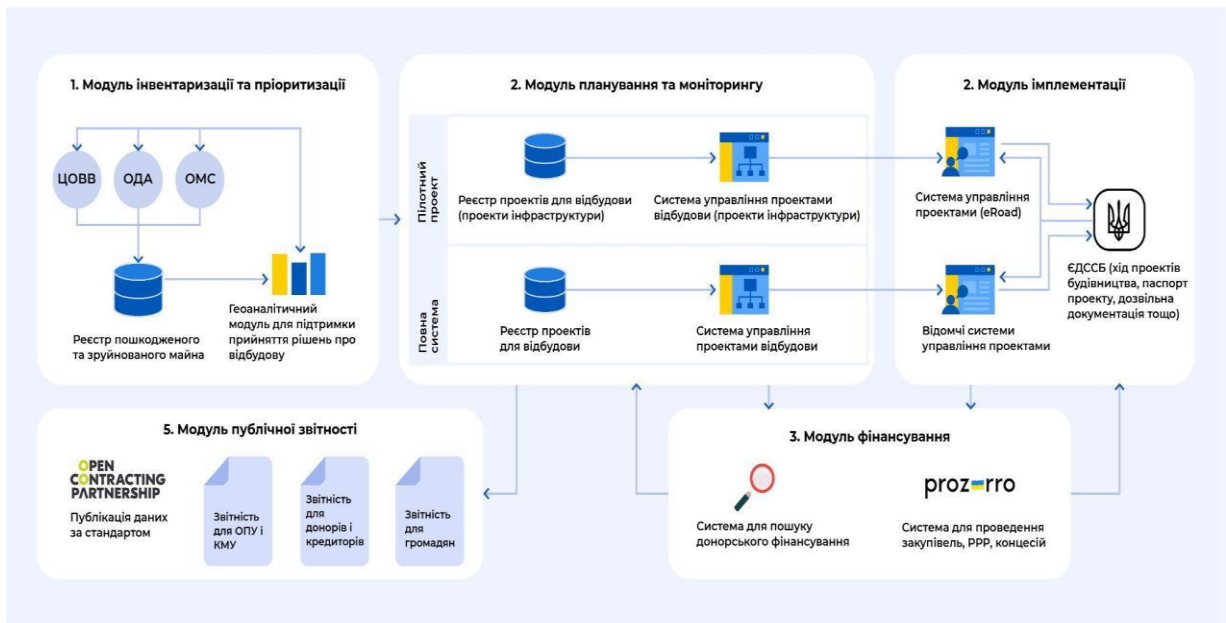 1. Модуль інвентаризації та пріоритизації
ЦОВВ
ОДА
ОМС
Реєстр пошкодженого
та зруйнованого майна
Геоаналітичний
модуль для підтримки
прийняття рішень про
відбудову
2. Модуль планування та моніторингу
Пілотний
проект
Реєстр проектів для відбудови
(проекти інфраструктури)
Система управління проектами
відбудови (проекти інфраструктури)
Повна
система
Реєстр проектів
для відбудови
Система управління
проектами відбудови
2. Модуль імплементації
Система управління
проектами (eRoad)
Відомчі системи
управління проектами
ЄДССБ (хід проектів
будівництва, паспорт
проекту, дозвільна
документація тощо)
5. Модуль публічної звітності
OPEN
CONTRACTING
PARTNERSHIP
Публікація даних
за стандартом
Звітність
для ОПУ і
КМУ
Звітність
для
донорів і
кредиторів
Звітність
для
громадян
3. Модуль фінансування
Система для пошуку
донорського фінансування
prozorro
Система для проведення
закупівель, PPP, концесій